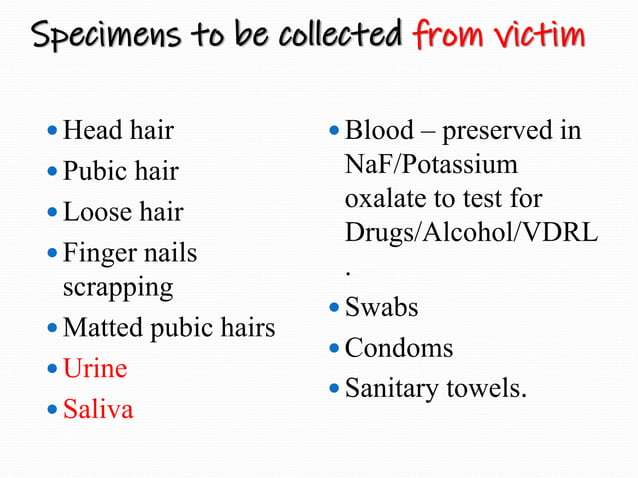 Specimens to be collected from victim
• Head hair
• Pubic hair
• Loose hair
• Finger nails
scrapping
• Matted pubic hairs
• Urine
• Saliva
• Blood – preserved in
NaF/Potassium
oxalate to test for
Drugs/Alcohol/VDRL
.
• Swabs
• Condoms
• Sanitary towels.